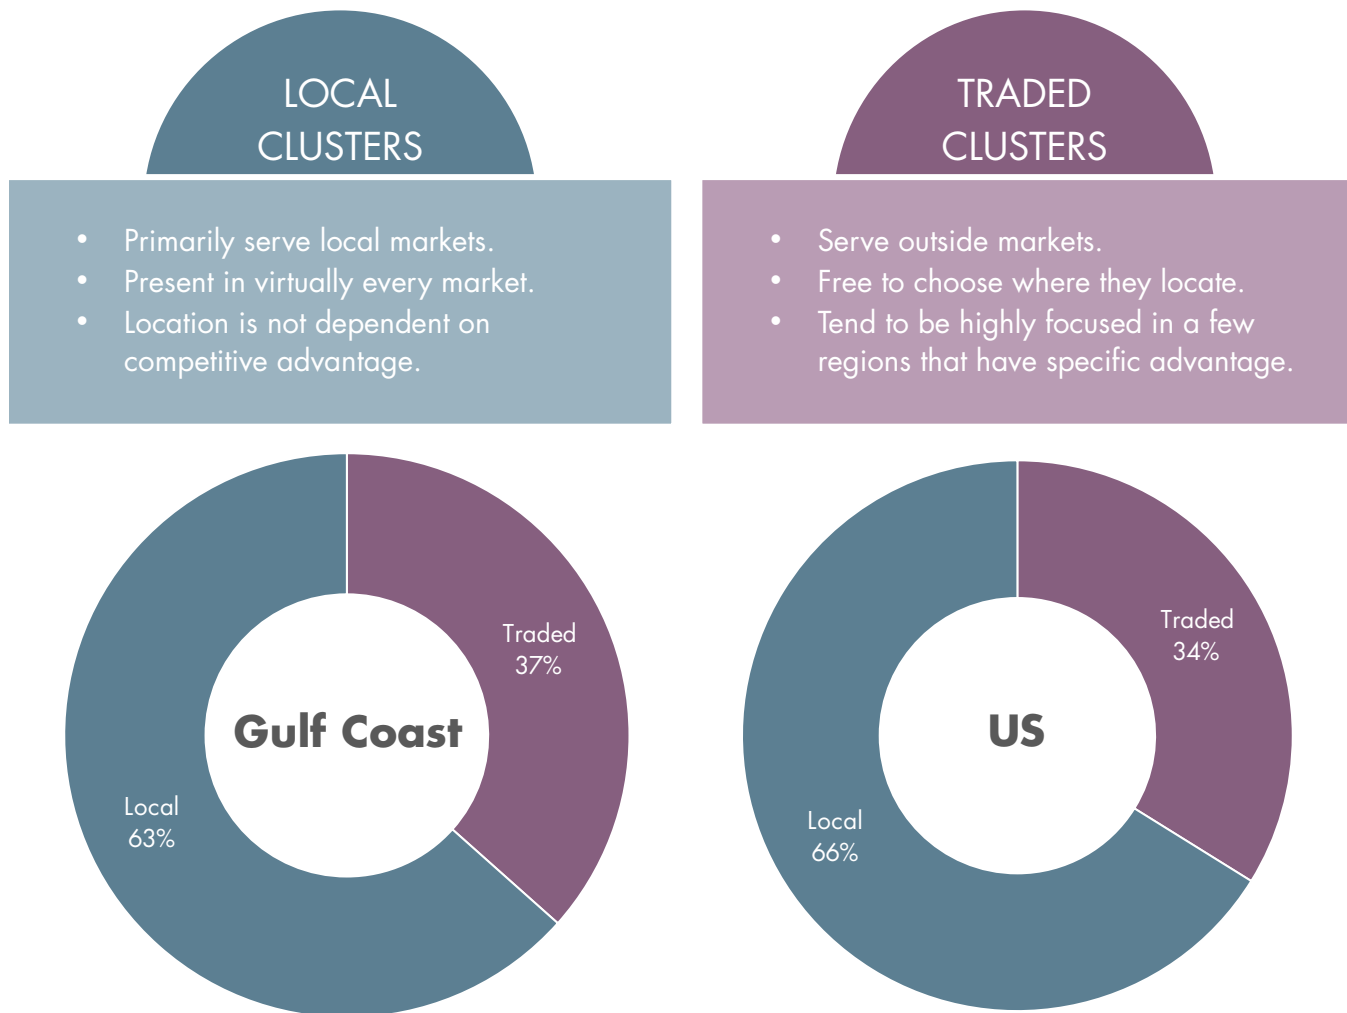 LOCAL
CLUSTERS
• Primarily serve local markets.
• Present in virtually every market.
• Location is not dependent on
competitive advantage.
TRADED
CLUSTERS
• Serve outside markets.
• Free to choose where they locate.
• Tend to be highly focused in a few
regions that have specific advantage.
Traded
37%
Gulf Coast
Local
63%
Traded
34%
US
Local
66%